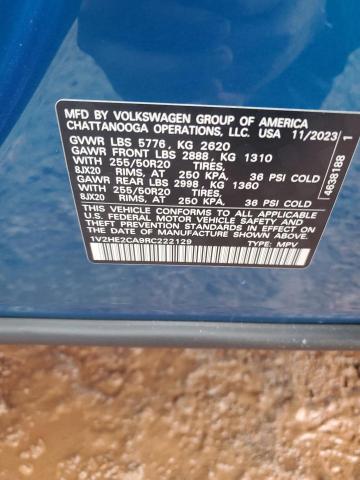 MFD. BY VOLKSWAGEN GROUP OF AMERICA
CHATTANOOGA OPERATIONS, LLC. USA 11/2023
GVWR LBS 5776, KG 2620
GAWR FRONT LBS 2888, KG 1310
WITH 255/50R20 TIRES,
8JX20 RIMS, AT 250 KPA, 36 PSI COLD
GAWR REAR LBS 2998, KG 1360
WITH 255/50R20 TIRES,
8JX20 RIMS, AT 250 KPA, 36 PSI COLD
THIS VEHICLE CONFORMS TO ALL APPLICABLE
U.S. FEDERAL MOTOR VEHICLE SAFETY AND
THEFT PREVENTION STANDARDS IN EFFECT
ON THE DATE OF MANUFACTURE SHOWN ABOVE.
1V2HE2CA9RC222129 TYPE: MPV
4638188
1